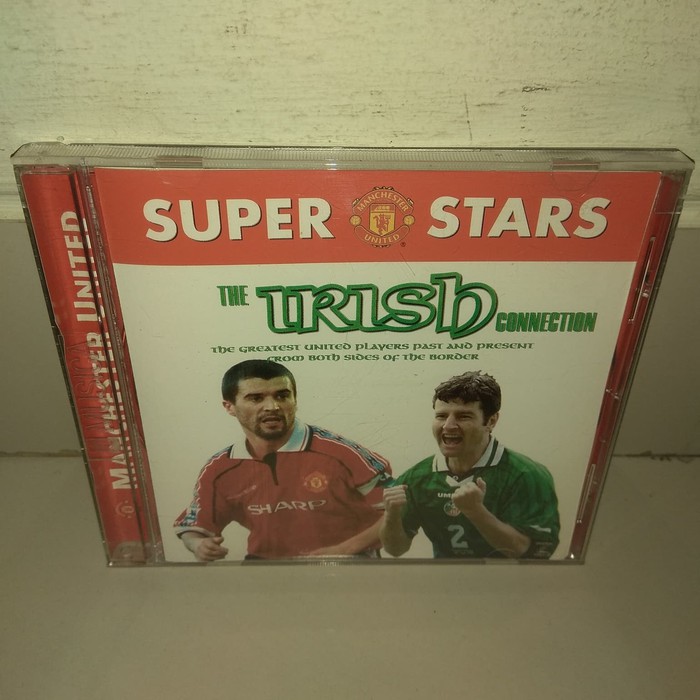 SUPER STARS
MANCHESTER
UNITED
THE IRISH CONNECTION
THE GREATEST UNITED PLAYERS PAST AND PRESENT
FROM BOTH SIDES OF THE BORDER
MANCHESTER UNITED
SHARP
UMB
2